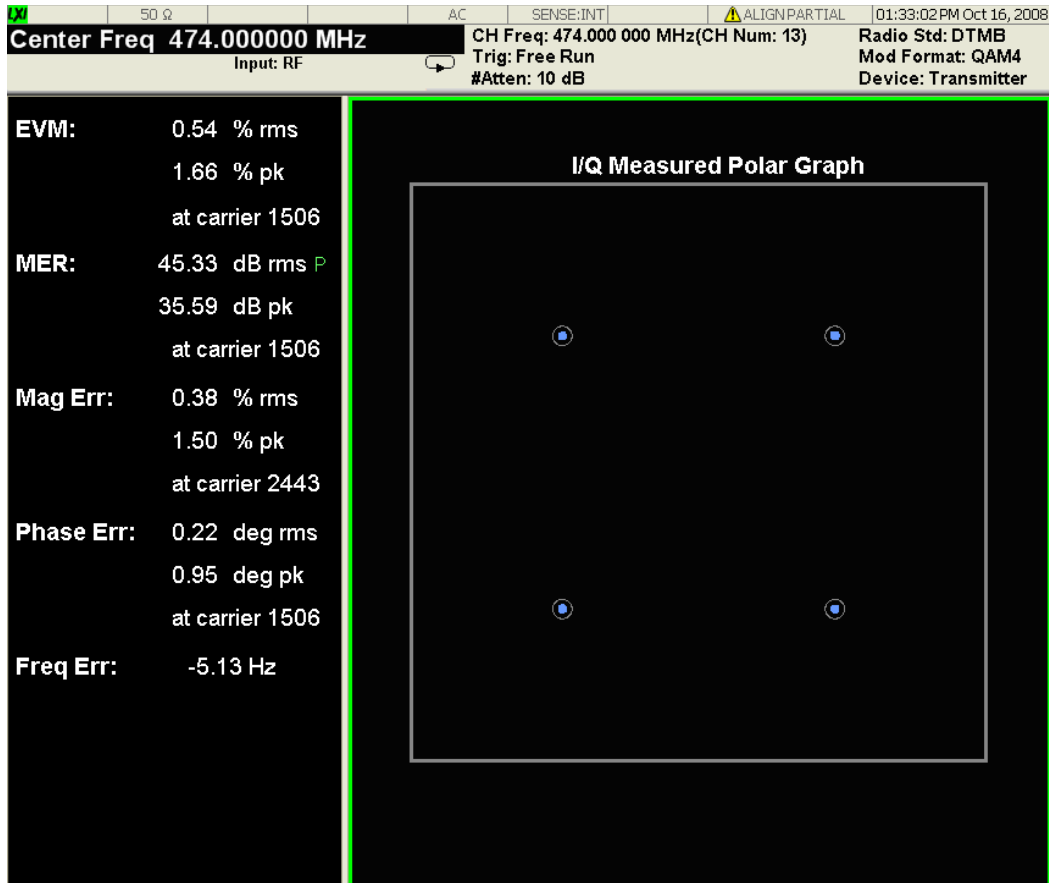 LXI 50 Ω AC SENSE:INT ALIGN PARTIAL 01:33:02 PM Oct 16, 2008
Center Freq 474.000000 MHz
Input: RF
CH Freq: 474.000 000 MHz(CH Num: 13)
Trig: Free Run
#Atten: 10 dB
Radio Std: DTMB
Mod Format: QAM4
Device: Transmitter
EVM: 0.54 % rms
1.66 % pk
at carrier 1506
MER: 45.33 dB rms P
35.59 dB pk
at carrier 1506
Mag Err: 0.38 % rms
1.50 % pk
at carrier 2443
Phase Err: 0.22 deg rms
0.95 deg pk
at carrier 1506
Freq Err: -5.13 Hz
I/Q Measured Polar Graph